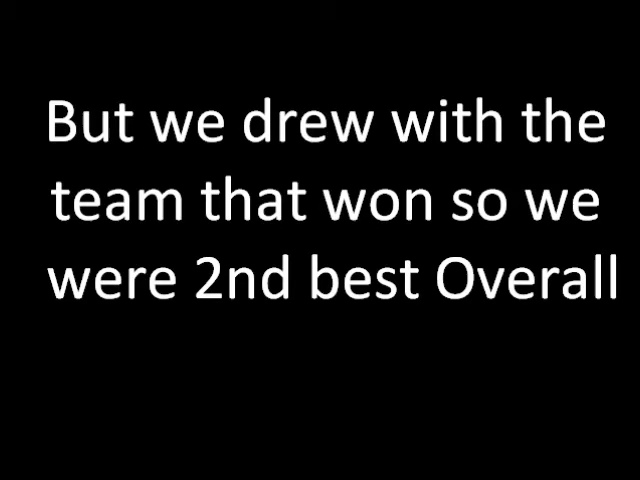 But we drew with the
team that won so we
were 2nd best Overall